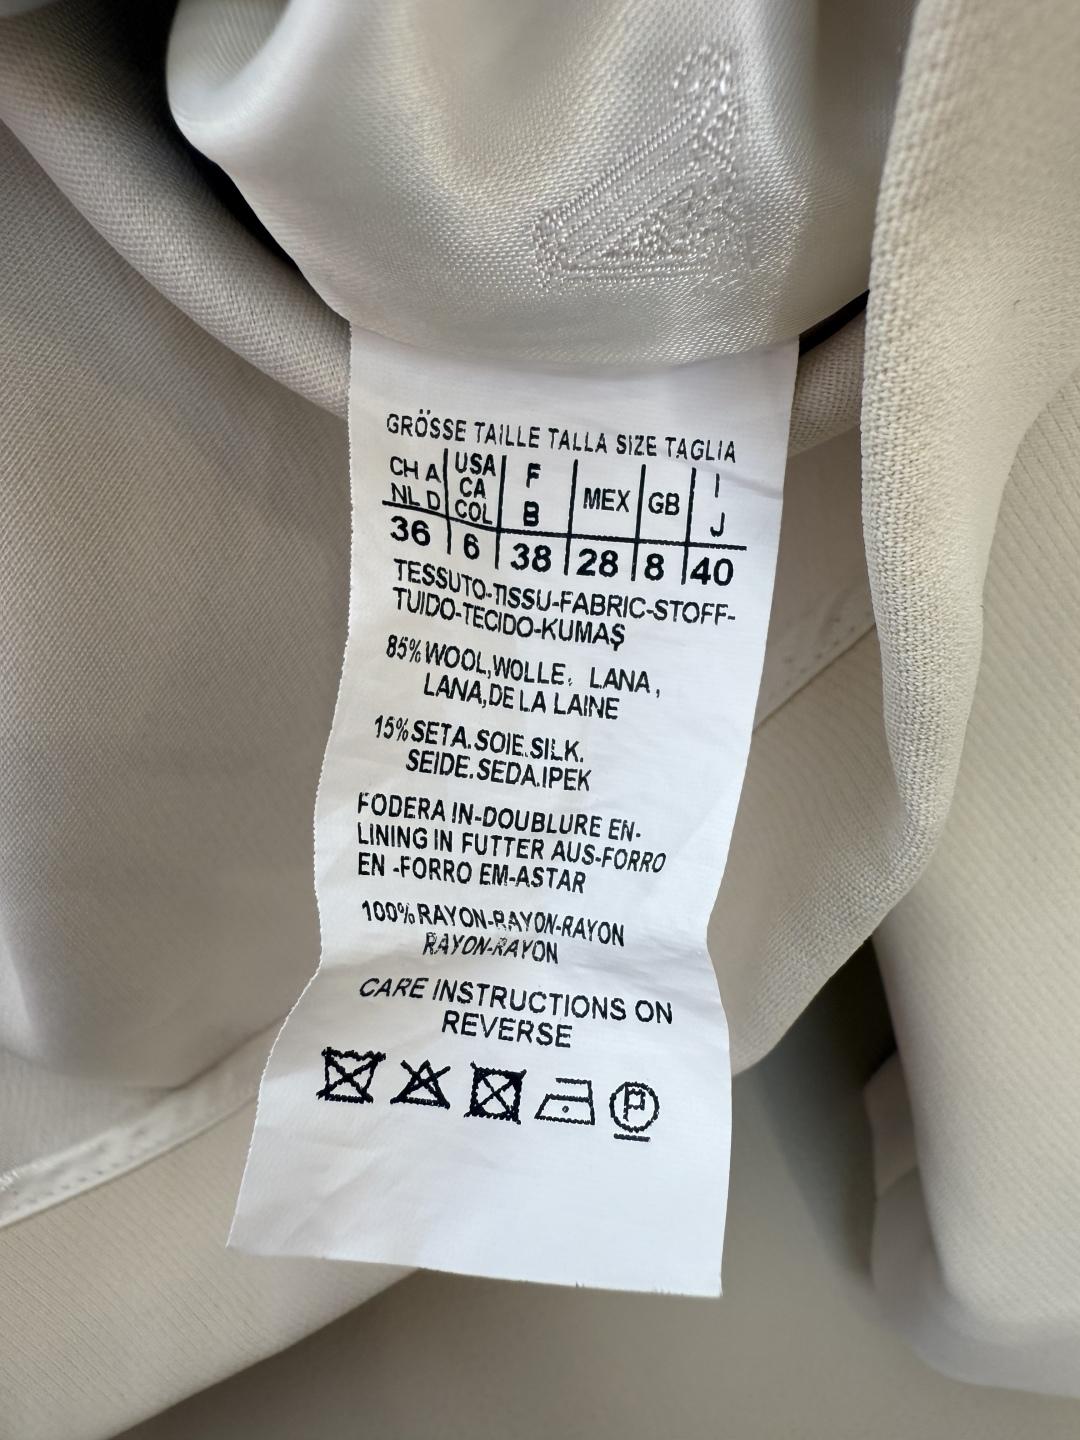 GRÖSSE TAILLE TALLA SIZE TAGLIA
CH A NL D USA CA COL F B MEX GB I J
36 6 38 28 8 40
TESSUTO-TISSU-FABRIC-STOFF-
TUIDO-TECIDO-KUMAŞ
85% WOOL,WOLLE, LANA,
LANA,DE LA LAINE
15% SETA.SOIE.SILK.
SEIDE.SEDA.IPEK
FODERA IN-DOUBLURE EN-
LINING IN FUTTER AUS-FORRO
EN -FORRO EM-ASTAR
100% RAYON-RAYON-RAYON
RAYON-RAYON
CARE INSTRUCTIONS ON
REVERSE
P